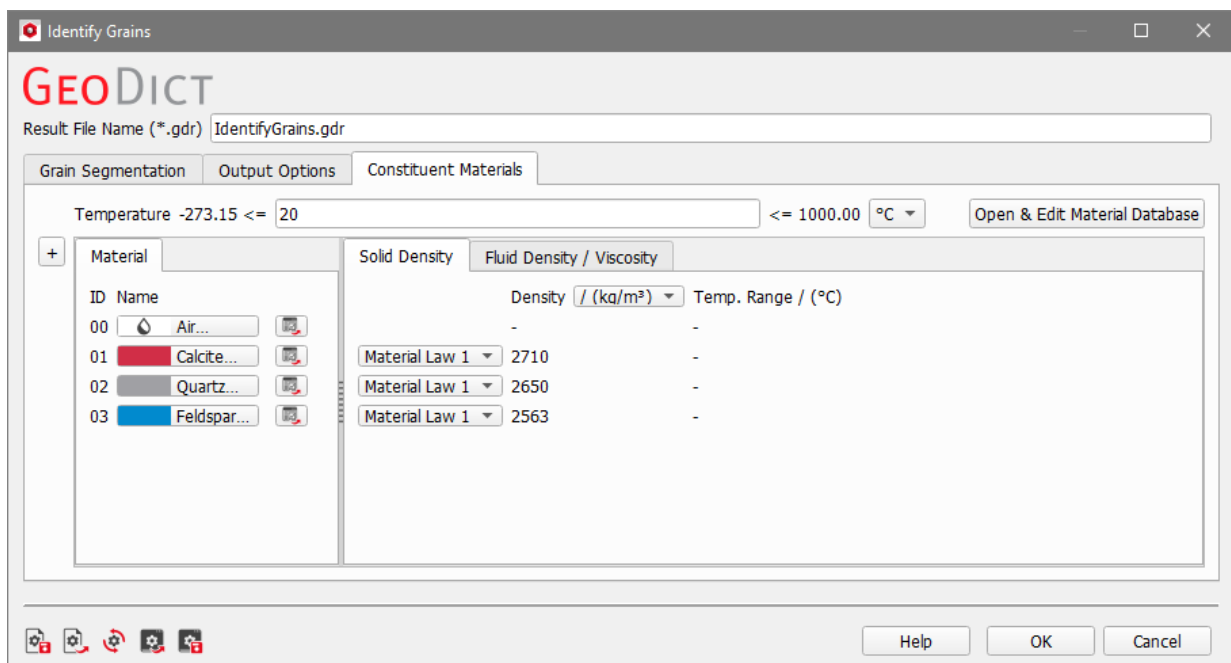 Identify Grains
GEODICT
Result File Name (*.gdr) IdentifyGrains.gdr
Grain Segmentation Output Options Constituent Materials
Temperature -273.15 <= 20 <= 1000.00 °C Open & Edit Material Database
+ Material Solid Density Fluid Density / Viscosity
ID Name Density / (kg/m³) Temp. Range / (°C)
00 Air... - -
01 Calcite... Material Law 1 2710 -
02 Quartz... Material Law 1 2650 -
03 Feldspar... Material Law 1 2563 -
Help OK Cancel